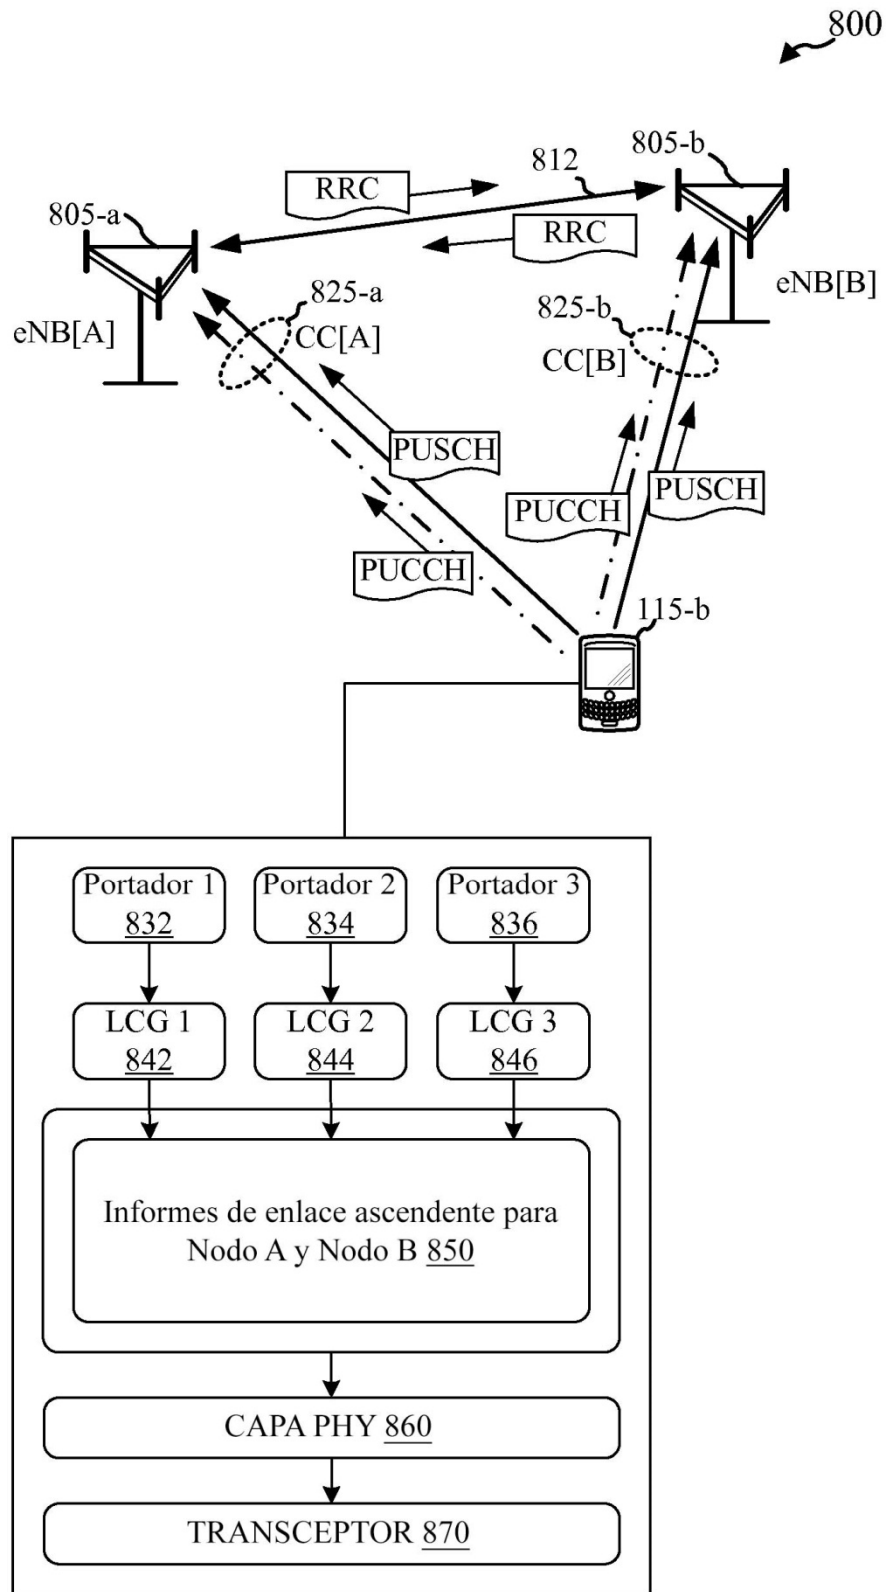 800
805-b
812
RRC
805-a
RRC
825-a
eNB[B]
825-b
eNB[A]
CC[A]
CC[B]
PUSCH
PUSCH
PUCCH
PUCCH
115-b
Portador 1
832
Portador 2
834
Portador 3
836
LCG 1
842
LCG 2
844
LCG 3
846
Informes de enlace ascendente para
Nodo A y Nodo B 850
CAPA PHY 860
TRANSCEPTOR 870